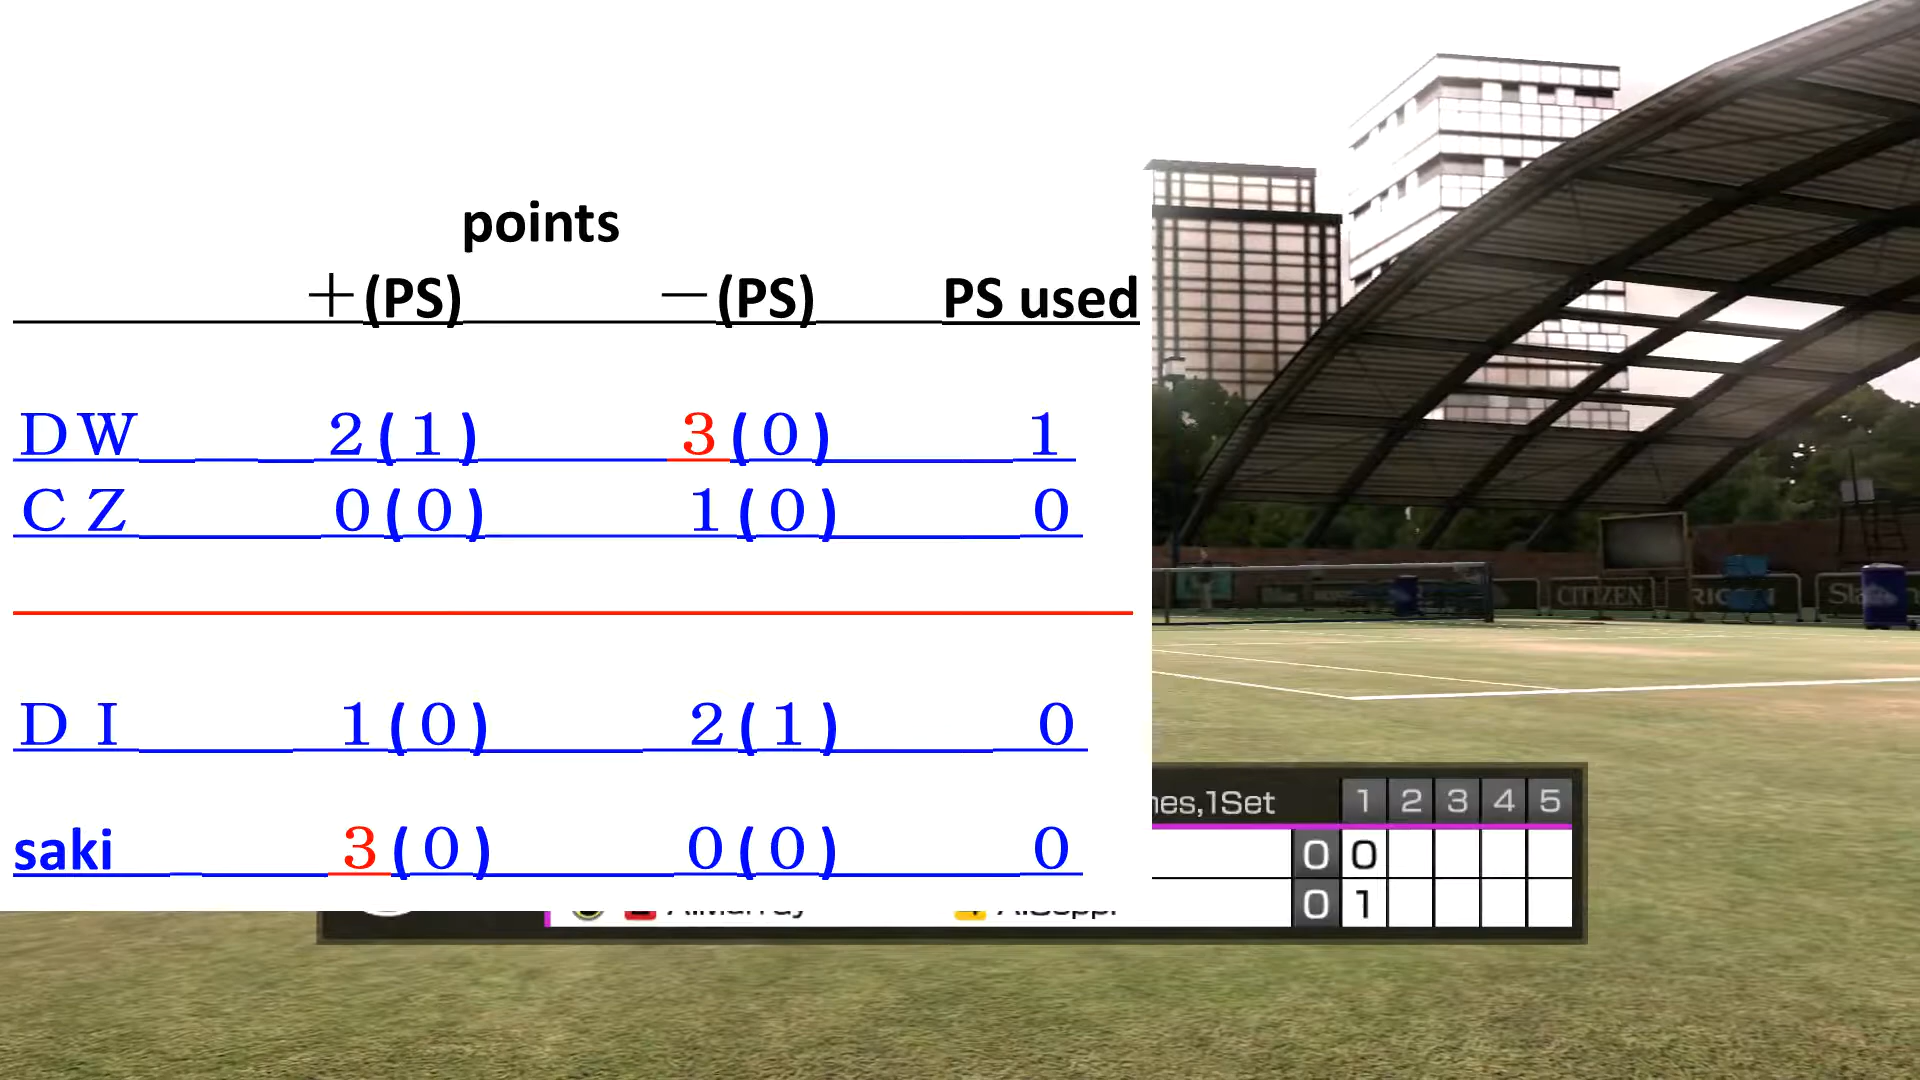 points
＋(PS) －(PS) PS used
ＤＷ 2(1) 3(0) 1
ＣＺ 0(0) 1(0) 0
ＤＩ 1(0) 2(1) 0
saki 3(0) 0(0) 0
CITIZEN
1Set 1 2 3 4 5
0 0
0 1